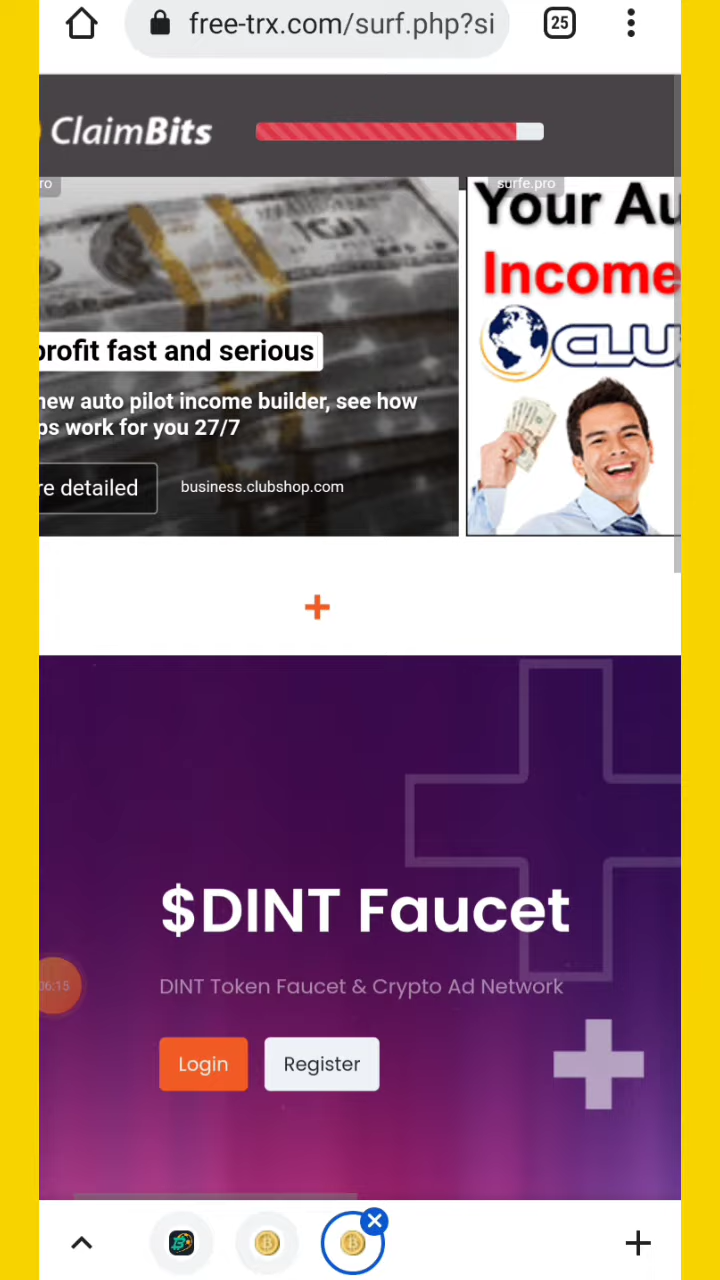 free-trx.com/surf.php?si
25
ClaimBits
ro
surfe.pro
profit fast and serious
new auto pilot income builder, see how
ps work for you 27/7
re detailed
business.clubshop.com
Your Au
Income
CLU
$DINT Faucet
DINT Token Faucet & Crypto Ad Network
06:15
Login
Register